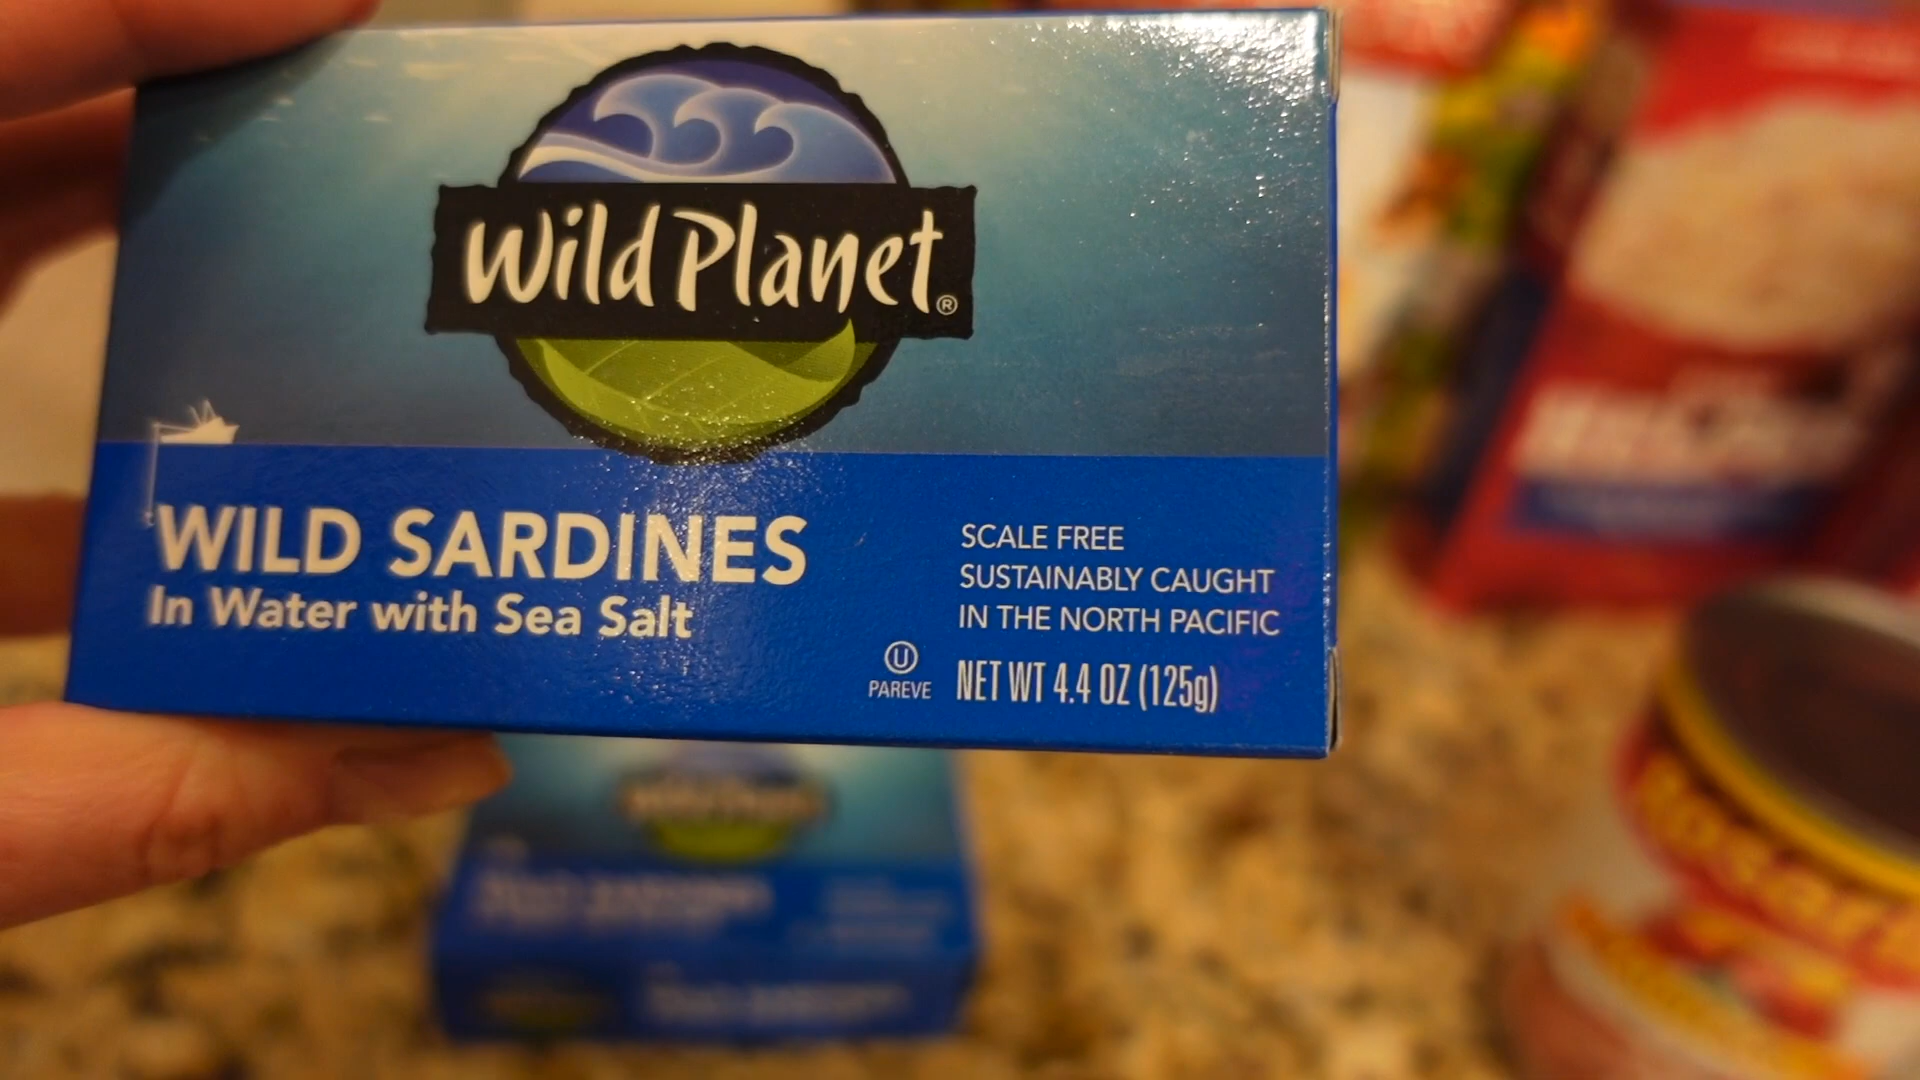 Wild Planet®
WILD SARDINES
In Water with Sea Salt
SCALE FREE
SUSTAINABLY CAUGHT
IN THE NORTH PACIFIC
U
PAREVE
NET WT 4.4 OZ (125g)